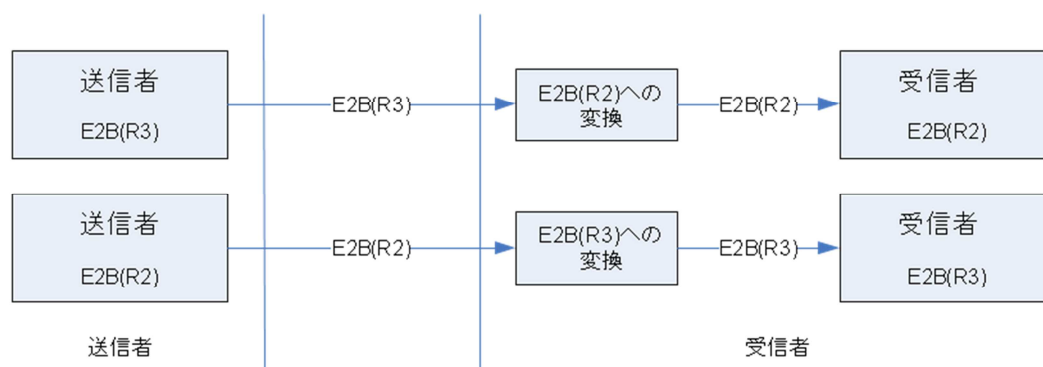 送信者
E2B(R3)
E2B(R3)
E2B(R2)への
変換
E2B(R2)
受信者
E2B(R2)
送信者
E2B(R2)
E2B(R2)
E2B(R3)への
変換
E2B(R3)
受信者
E2B(R3)
送信者
受信者